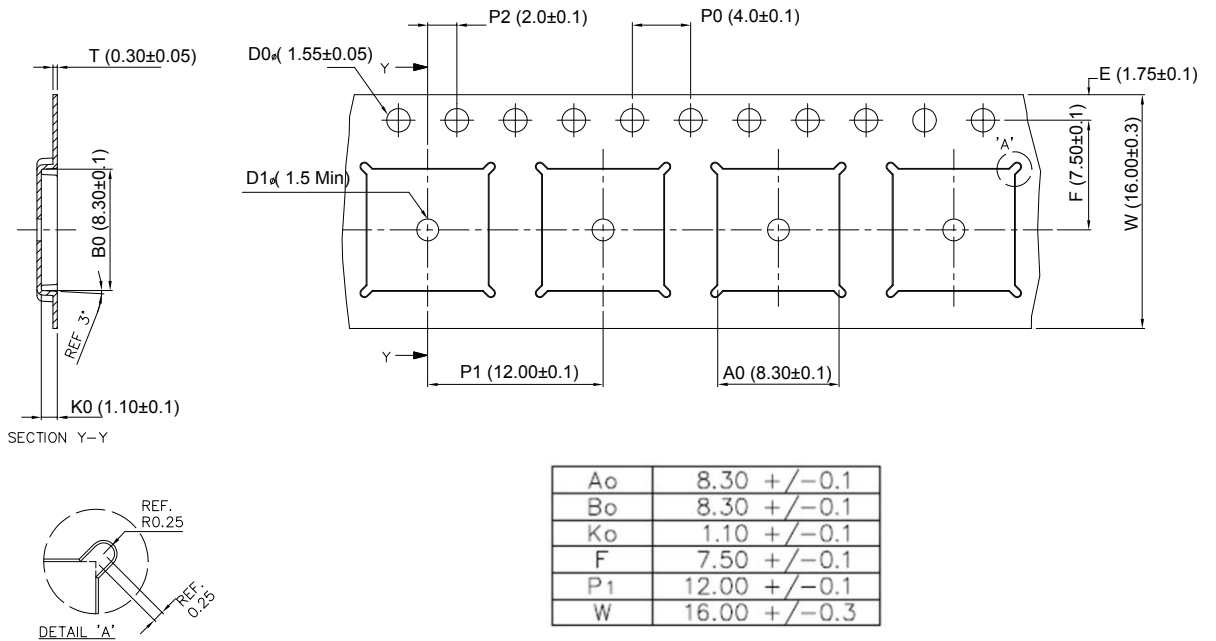 P2 (2.0±0.1)
P0 (4.0±0.1)
T (0.30±0.05)
D0ø( 1.55±0.05)
Y
E (1.75±0.1)
'A'
B0 (8.30±0.1)
D1ø( 1.5 Min)
F (7.50±0.1)
W (16.00±0.3)
REF 3°
Y
P1 (12.00±0.1)
A0 (8.30±0.1)
K0 (1.10±0.1)
SECTION Y-Y
REF.
R0.25
REF.
0.25
DETAIL 'A'
Ao 8.30 +/-0.1
Bo 8.30 +/-0.1
Ko 1.10 +/-0.1
F 7.50 +/-0.1
P1 12.00 +/-0.1
W 16.00 +/-0.3